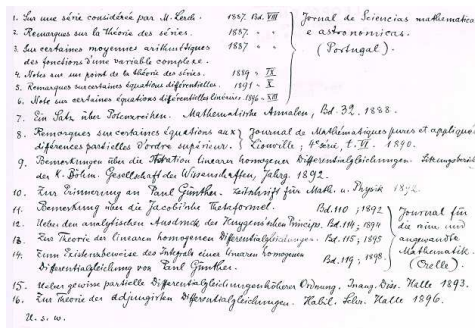 1. Sur une série considérée par M. Lerch. 1887. Bd. VIII
2. Remarques sur la théorie des séries. 1887 " "
3. Sur certaines moyennes arithmétiques 1887 " "
des fonctions d'une variable complexe.
4. Notes sur un point de la théorie des séries. 1889 " IX
5. Remarques sur certaines équations différentielles. 1891 " X
6. Note sur certaines équations différentielles linéaires. 1896 " XIII
Jornal de Sciencias mathematicas
e astronomicas.
(Portugal).
7. Ein Satz über Potenzreihen. Mathematische Annalen, Bd. 32. 1888.
8. Remarques sur certaines équations aux
différences partielles d'ordre supérieur.
Journal de Mathématiques pures et appliqué
Liouville; 4e série, t. VI. 1890.
9. Bemerkungen über die linearer homogener Differentialgleichungen. Sitzungsberich
der K. Böhm. Gesellschaft der Wissenschaften, Jahrg. 1892.
10. Zur Erinnerung an Paul Günther. Zeitschrift für Math. u. Physik 1892
11. Bemerkung über die Jacobi'sche Thetaformel. Bd. 110, 1892
12. Ueber den analytischen Ausdruck des Huygens'schen Princips. Bd. 114, 1894
13. Zur Theorie der linearen homogenen Differentialgleichungen. Bd. 115, 1895
14. Zum Existenzbeweise des Integrals einer linearen homogenen
Differentialgleichung von Paul Günther. Bd. 119, 1898.
Journal für
die reine und
angewandte
Mathematik.
(Crelle).
15. Ueber gewisse partielle Differentialgleichungen höherer Ordnung. Inaug. Diss. Halle 1893.
16. Zur Theorie der adjungirten Differentialgleichungen. Habil. Schr. Halle 1896.
U. s. w.